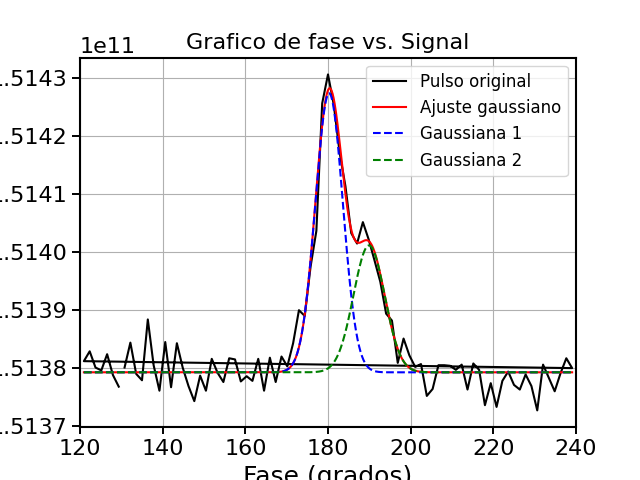 1e11
Grafico de fase vs. Signal
Pulso original
Ajuste gaussiano
Gaussiana 1
Gaussiana 2
.5143
.5142
.5141
.5140
.5139
.5138
.5137
120 140 160 180 200 220 240
Fase (grados)